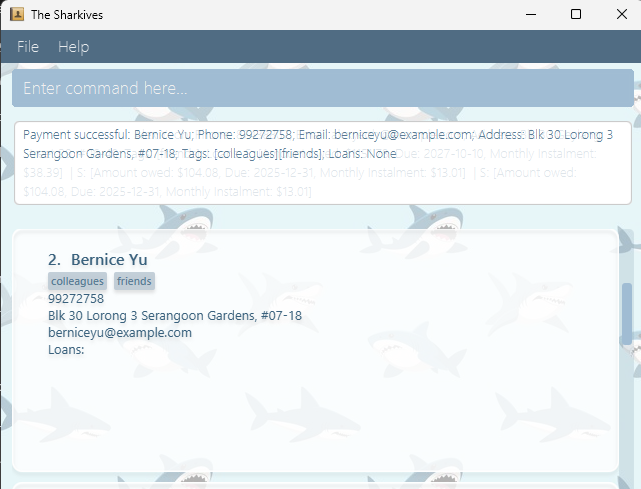 The Sharkives
File Help
Enter command here...
Payment successful: Bernice Yu; Phone: 99272758; Email: berniceyu@example.com; Address: Blk 30 Lorong 3
Serangoon Gardens, #07-18; Tags: [colleagues][friends]; Loans: None
Due: 2027-10-10, Monthly Instalment:
$38.39] | S: [Amount owed: $104.08, Due: 2025-12-31, Monthly Instalment: $13.01] | S: [Amount owed:
$104.08, Due: 2025-12-31, Monthly Instalment: $13.01]
2. Bernice Yu
colleagues friends
99272758
Blk 30 Lorong 3 Serangoon Gardens, #07-18
berniceyu@example.com
Loans: